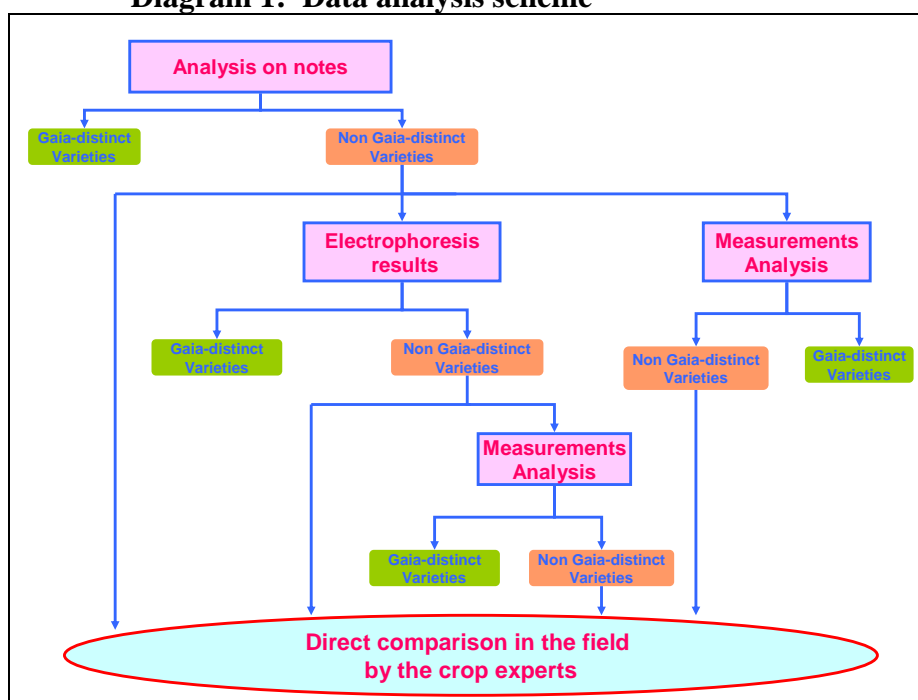 Diagram 1: Data analysis scheme
Analysis on notes
Gaia-distinct
Varieties
Non Gaia-distinct
Varieties
Electrophoresis
results
Measurements
Analysis
Gaia-distinct
Varieties
Non Gaia-distinct
Varieties
Non Gaia-distinct
Varieties
Gaia-distinct
Varieties
Measurements
Analysis
Gaia-distinct
Varieties
Non Gaia-distinct
Varieties
Direct comparison in the field
by the crop experts